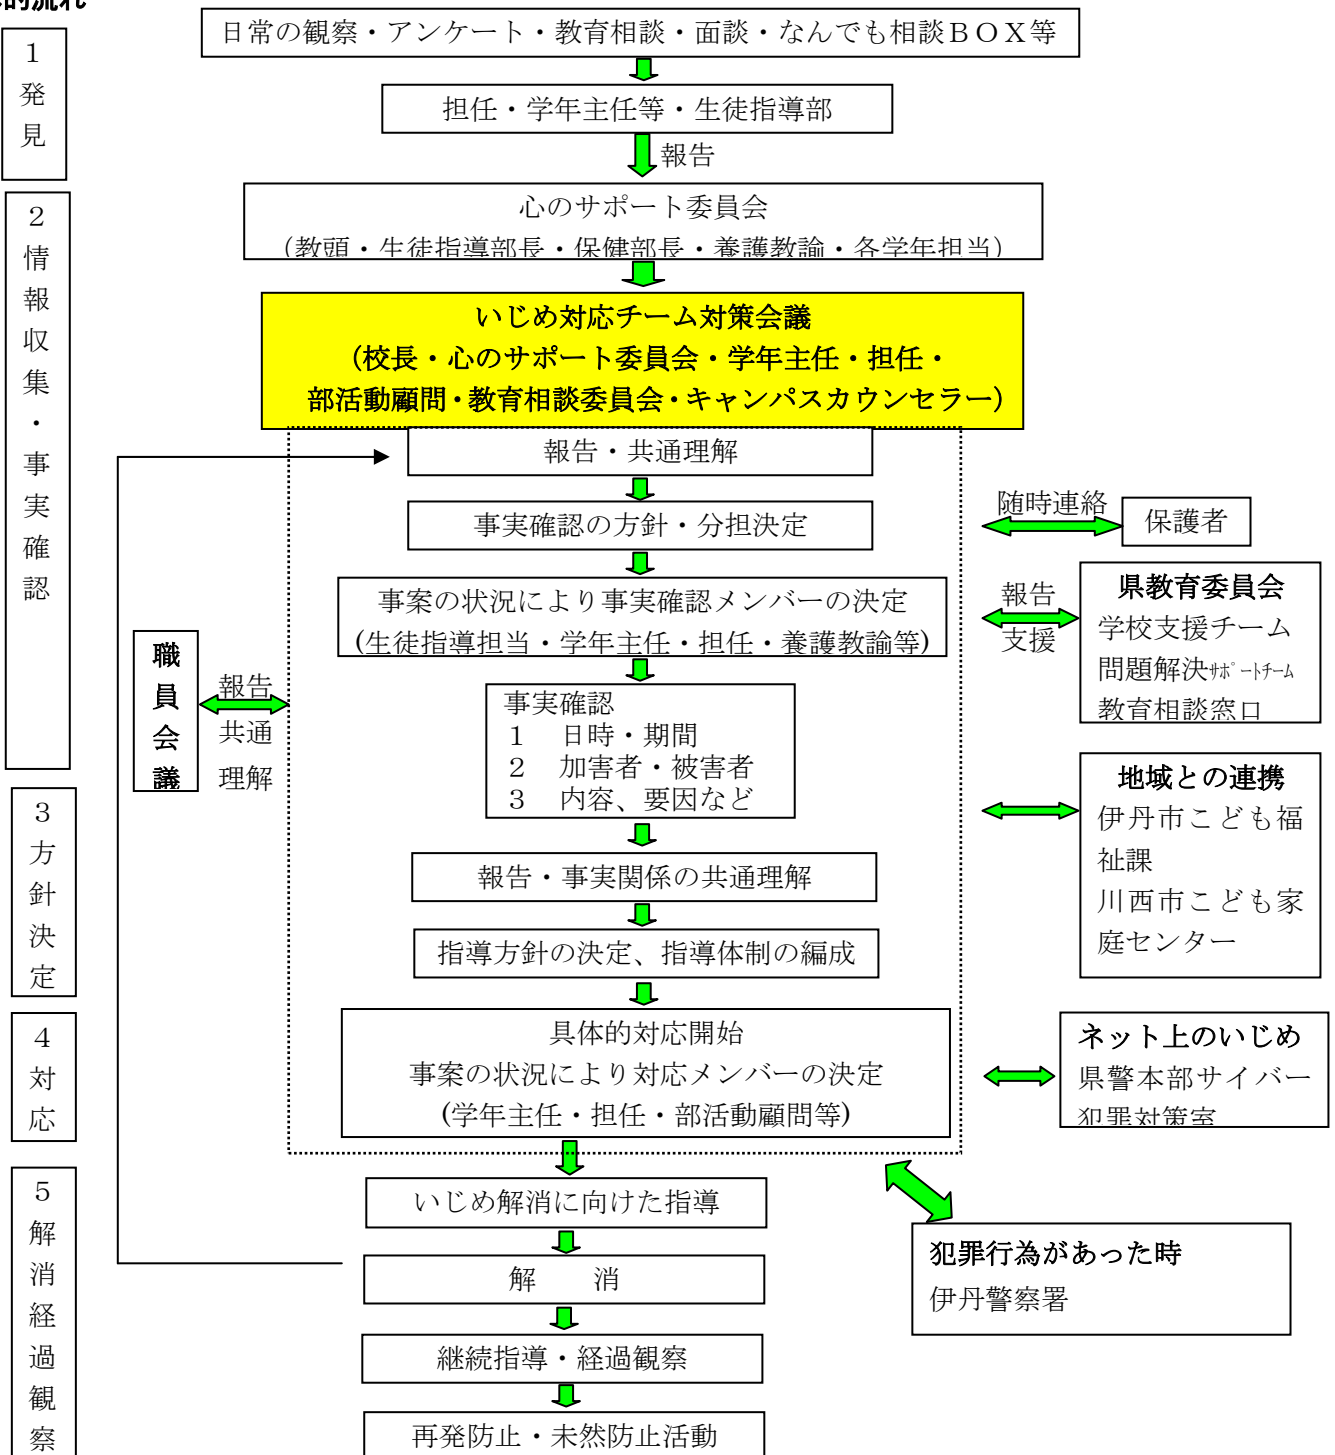 的流れ
1
発
見
日常の観察・アンケート・教育相談・面談・なんでも相談ＢＯＸ等
担任・学年主任等・生徒指導部
報告
2
情
報
収
集
・
事
実
確
認
心のサポート委員会
（教頭・生徒指導部長・保健部長・養護教諭・各学年担当）
いじめ対応チーム対策会議
（校長・心のサポート委員会・学年主任・担任・
部活動顧問・教育相談委員会・キャンパスカウンセラー）
報告・共通理解
事実確認の方針・分担決定
事案の状況により事実確認メンバーの決定
(生徒指導担当・学年主任・担任・養護教諭等)
事実確認
1　日時・期間
2　加害者・被害者
3　内容、要因など
職
員
会
議
報告
共通
理解
随時連絡
保護者
報告
支援
県教育委員会
学校支援チーム
問題解決ｻﾎﾟｰﾄﾁｰﾑ
教育相談窓口
地域との連携
伊丹市こども福
祉課
川西市こども家
庭センター
3
方
針
決
定
報告・事実関係の共通理解
指導方針の決定、指導体制の編成
4
対
応
具体的対応開始
事案の状況により対応メンバーの決定
(学年主任・担任・部活動顧問等)
ネット上のいじめ
県警本部サイバー
犯罪対策室
5
解
消
経
過
観
察
いじめ解消に向けた指導
解　　消
継続指導・経過観察
再発防止・未然防止活動
犯罪行為があった時
伊丹警察署